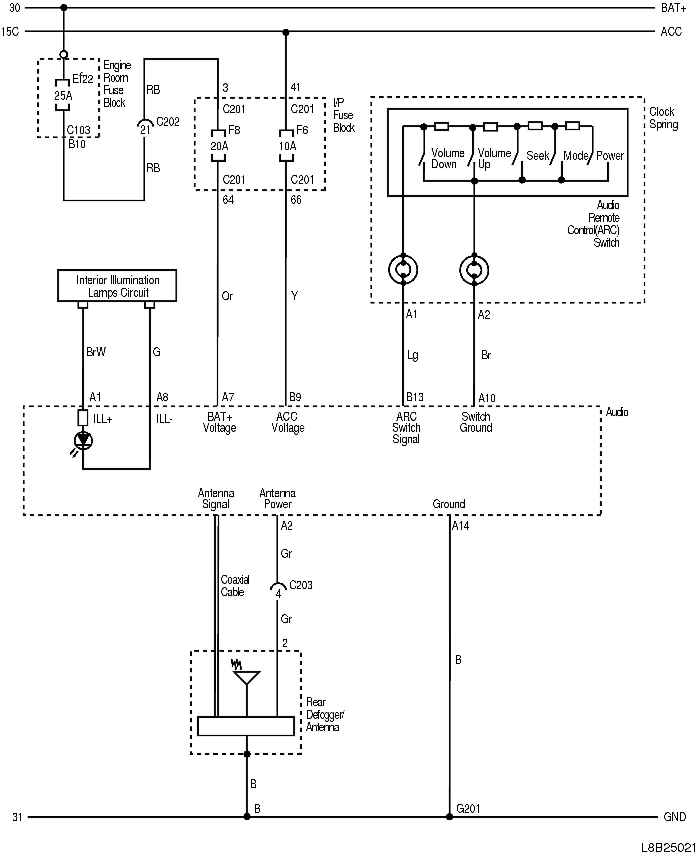 30
BAT+
15C
ACC
Ef22
25A
Engine
Room
Fuse
Block
C103
B10
RB
21
C202
RB
3
41
C201
C201
I/P
Fuse
Block
F8
20A
F6
10A
C201
C201
64
66
Clock
Spring
Volume
Down
Volume
Up
Seek
Mode
Power
Audio
Remote
Control(ARC)
Switch
A1
A2
Interior Illumination
Lamps Circuit
Or
Y
Lg
Br
BrW
G
A1
A8
A7
B9
B13
A10
ILL+
ILL-
BAT+
Voltage
ACC
Voltage
ARC
Switch
Signal
Switch
Ground
Audio
Antenna
Signal
Antenna
Power
Ground
A2
A14
Gr
Coaxial
Cable
4
C203
Gr
2
B
Rear
Defogger/
Antenna
B
31
B
G201
GND
L8B25021